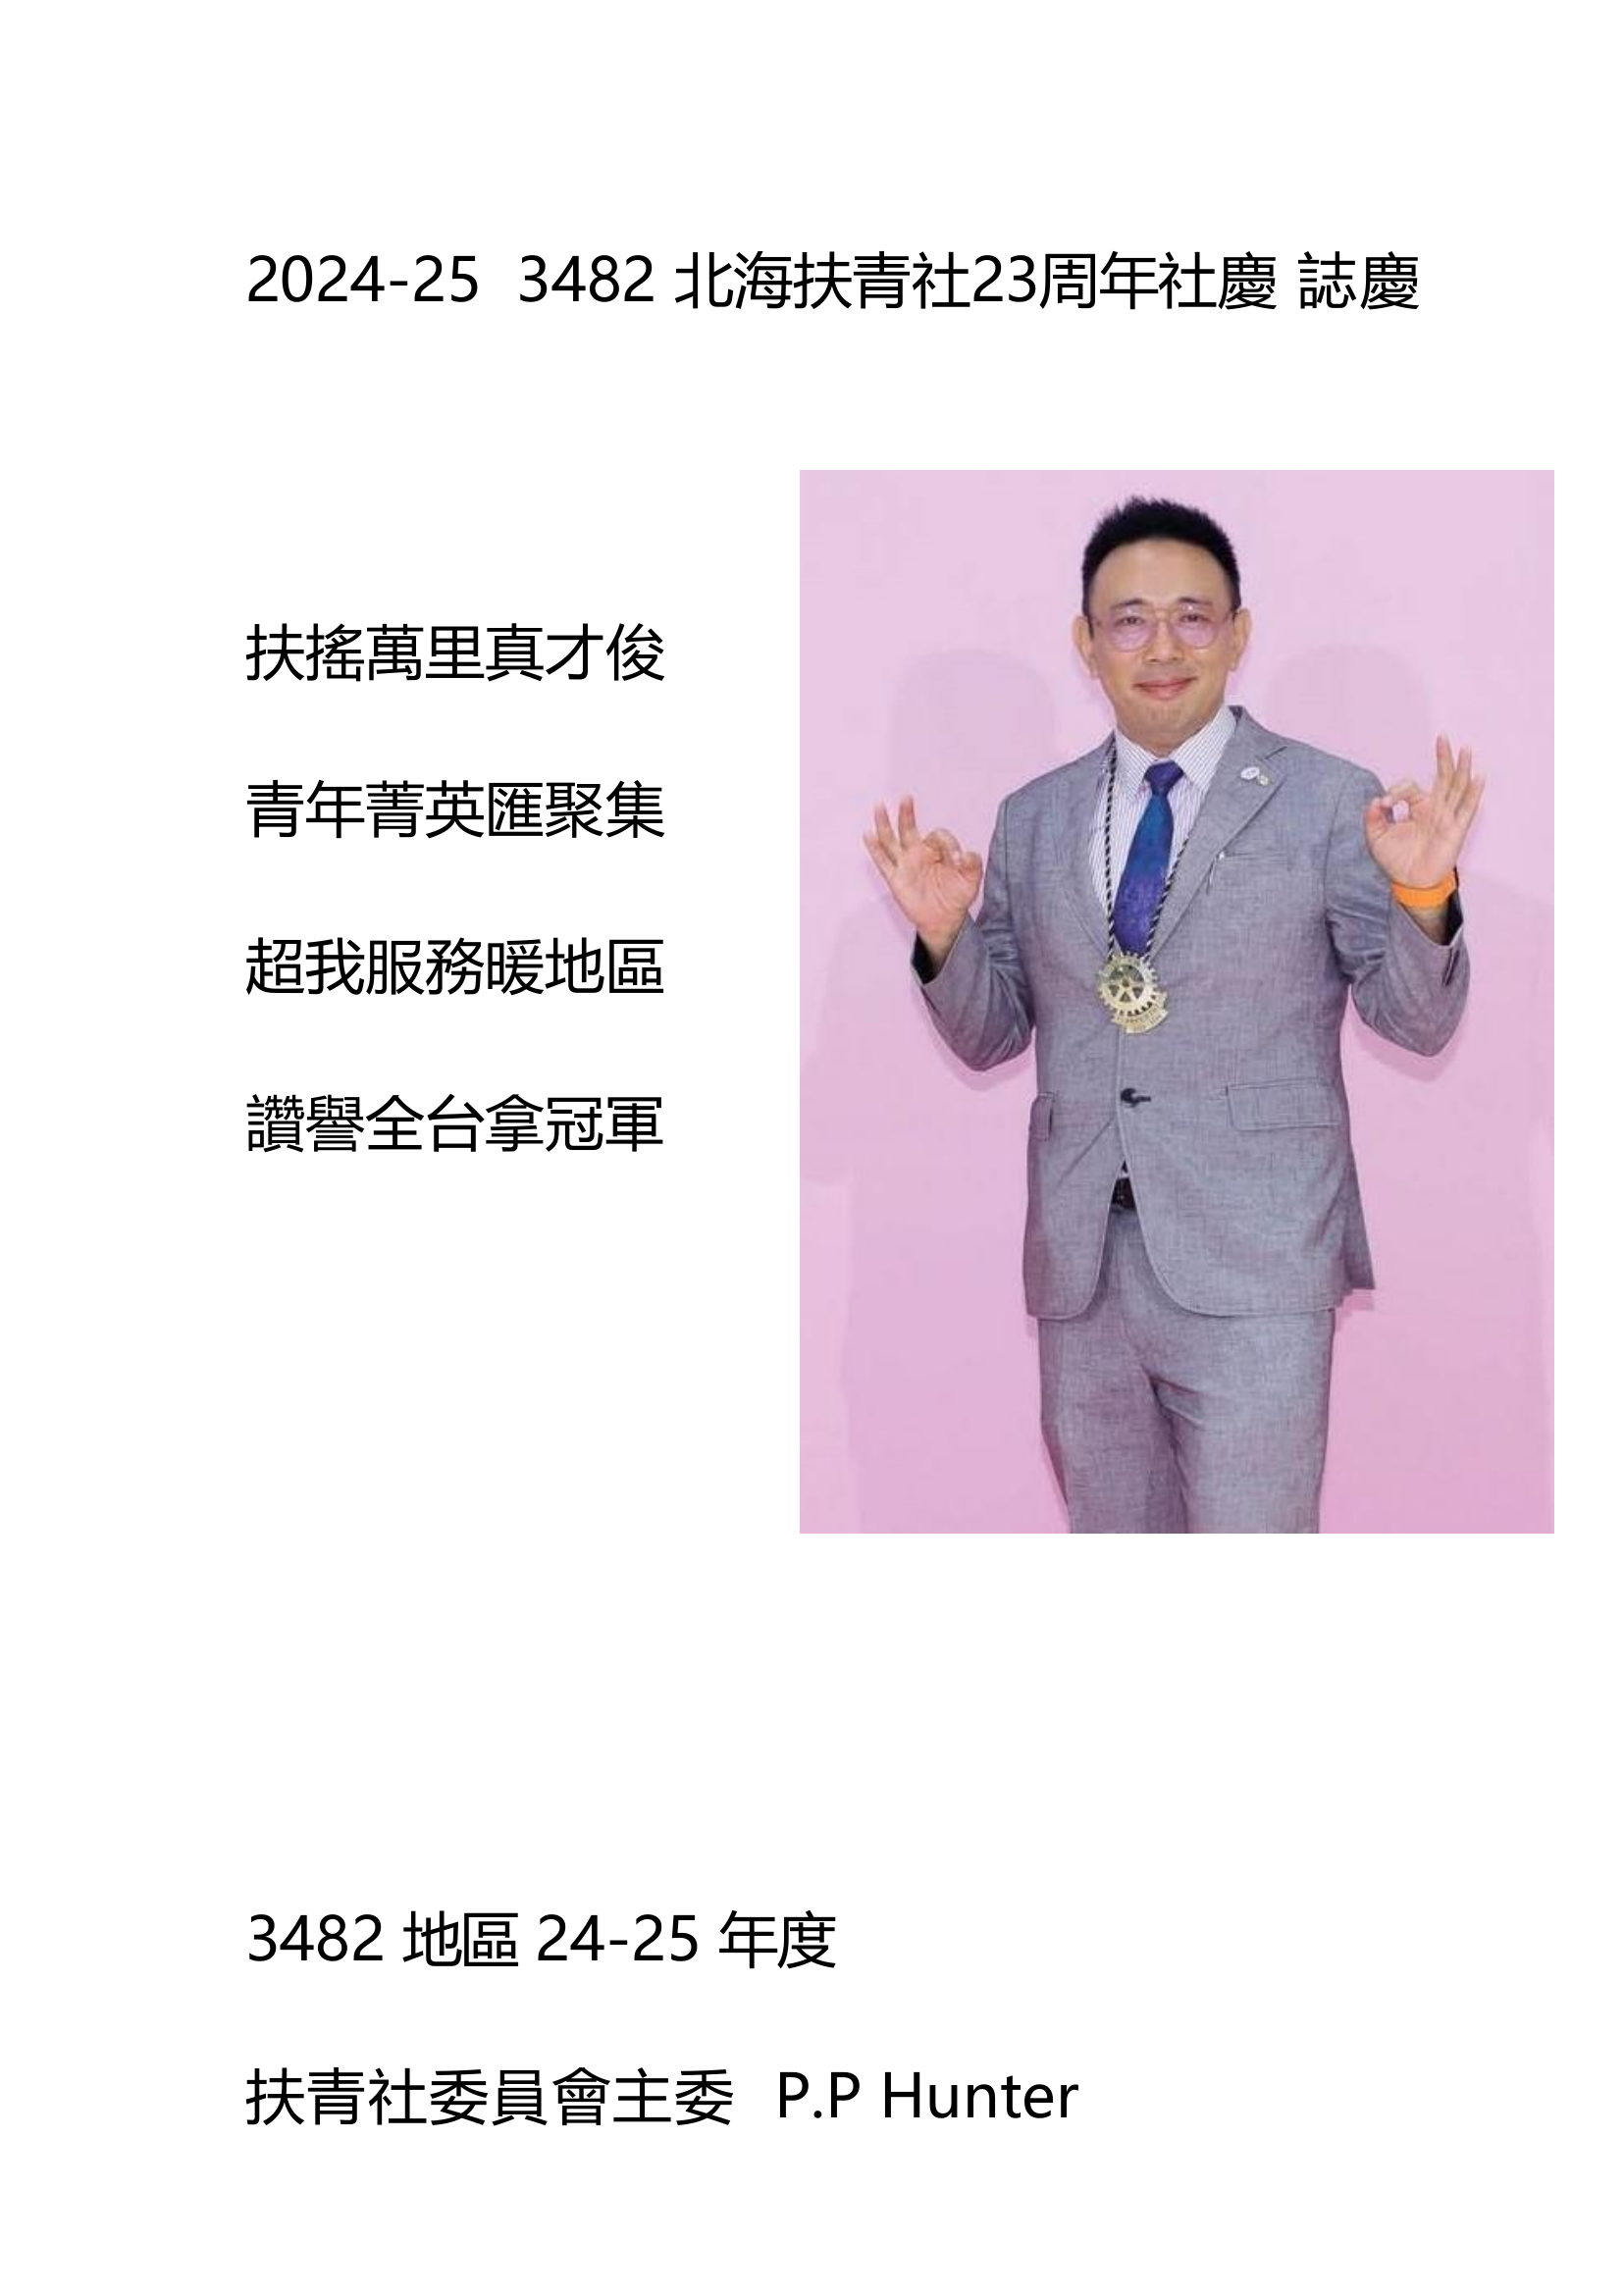 2024-25  3482 北海扶青社23周年社慶 誌慶
扶搖萬里真才俊
青年菁英匯聚集
超我服務暖地區
讚譽全台拿冠軍
3482 地區 24-25 年度
扶青社委員會主委  P.P Hunter